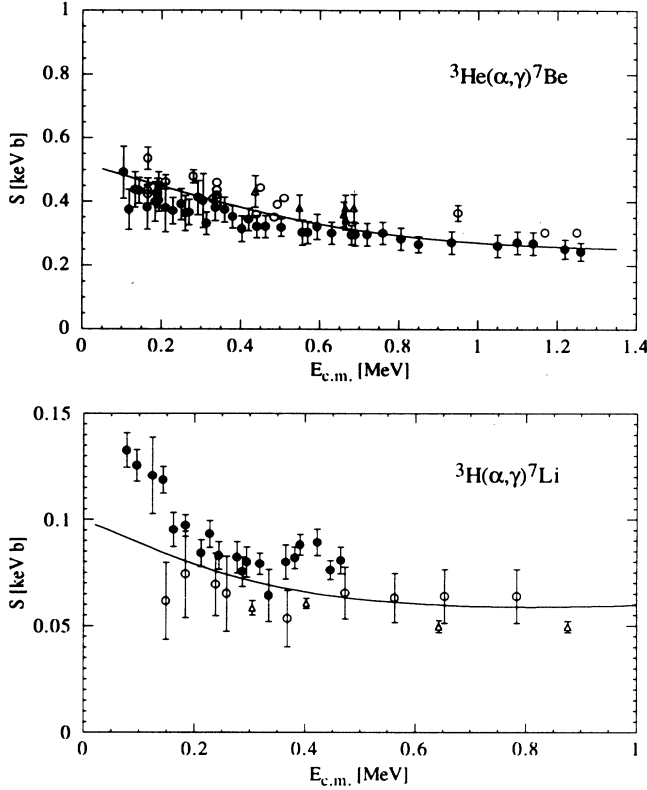 1
0.8
0.6
0.4
0.2
0
S [keV b]
³He(α,γ)⁷Be
0 0.2 0.4 0.6 0.8 1 1.2 1.4
E_c.m. [MeV]
0.15
0.1
0.05
0
S [keV b]
³H(α,γ)⁷Li
0 0.2 0.4 0.6 0.8 1
E_c.m. [MeV]